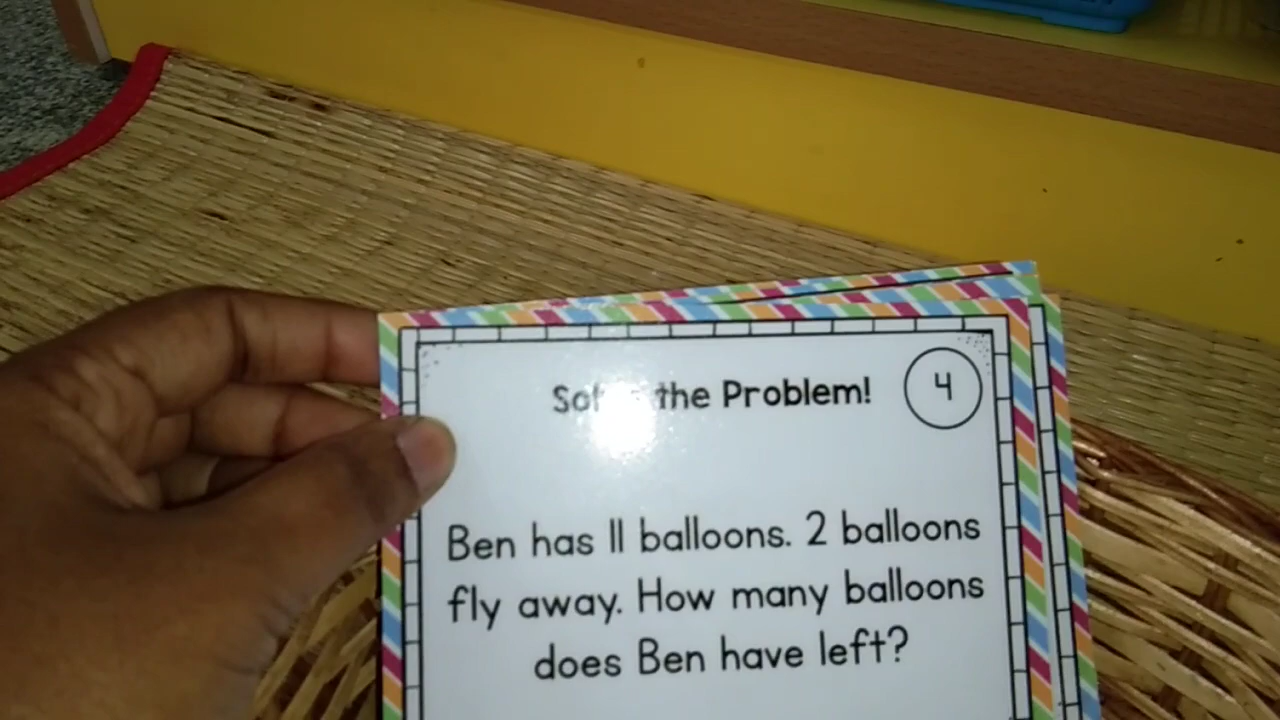 the Problem!
4
Ben has 11 balloons. 2 balloons
fly away. How many balloons
does Ben have left?